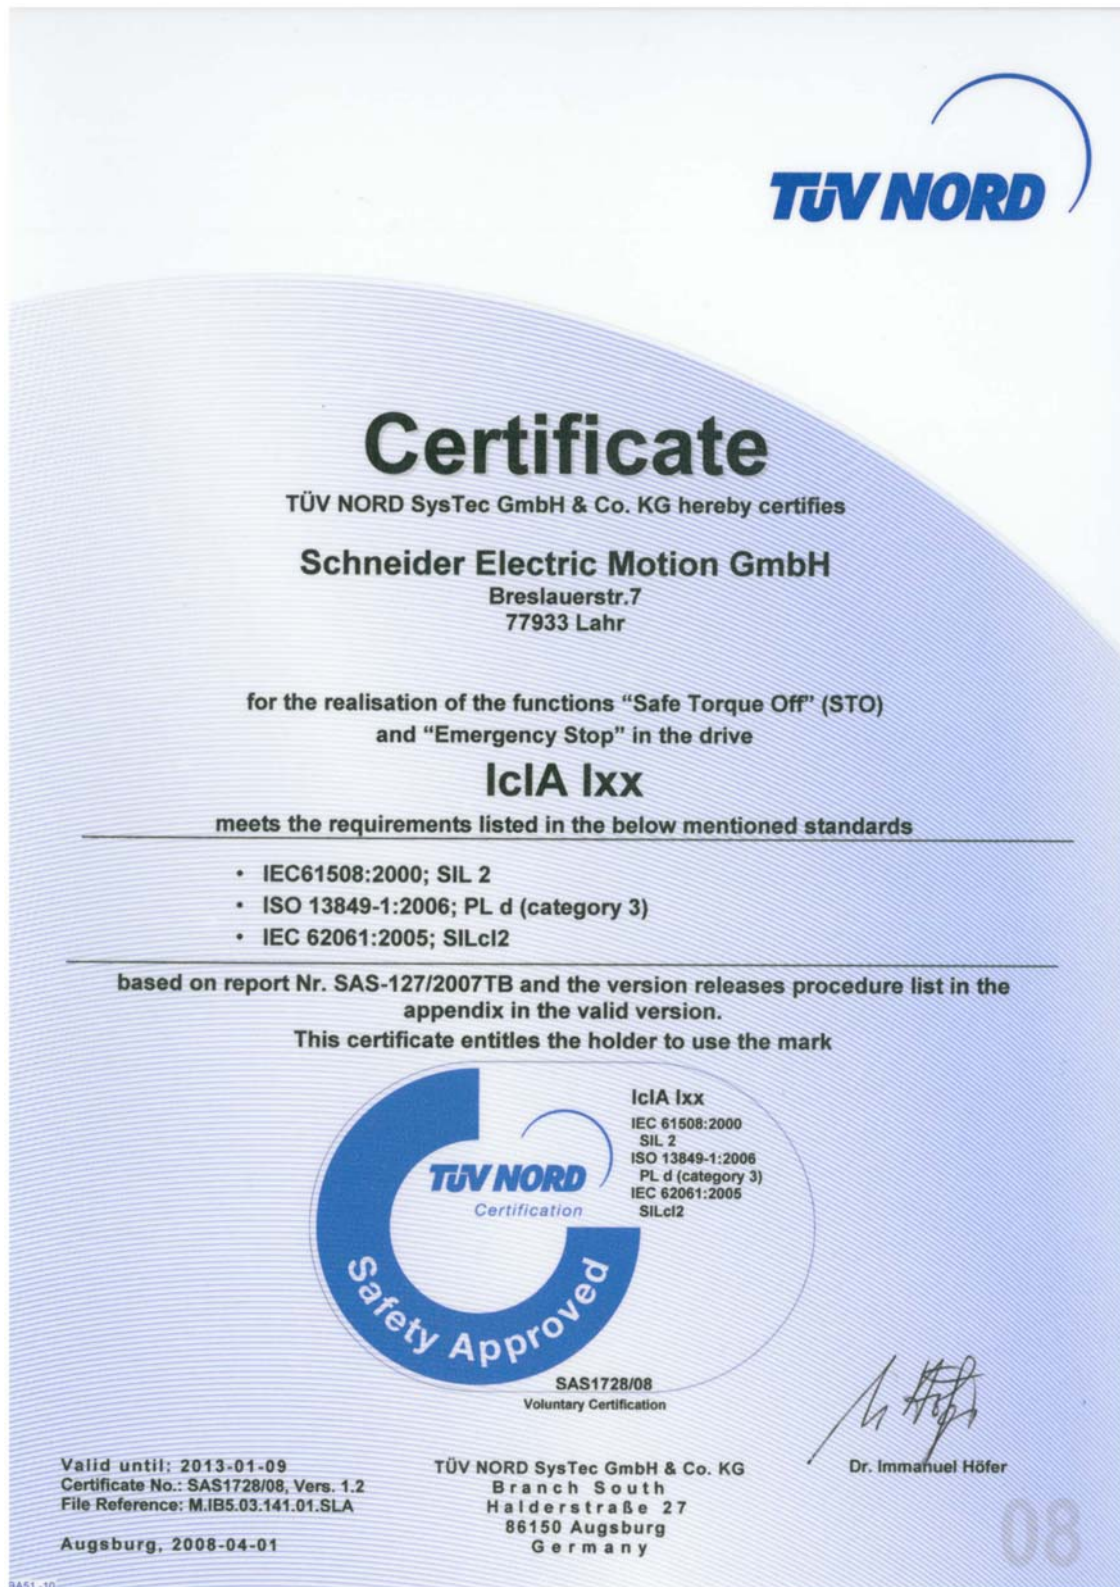 TÜV NORD
Certificate
TÜV NORD SysTec GmbH & Co. KG hereby certifies
Schneider Electric Motion GmbH
Breslauerstr.7
77933 Lahr
for the realisation of the functions “Safe Torque Off” (STO)
and “Emergency Stop” in the drive
IclA Ixx
meets the requirements listed in the below mentioned standards
• IEC61508:2000; SIL 2
• ISO 13849-1:2006; PL d (category 3)
• IEC 62061:2005; SILcl2
based on report Nr. SAS-127/2007TB and the version releases procedure list in the
appendix in the valid version.
This certificate entitles the holder to use the mark
IclA Ixx
IEC 61508:2000
SIL 2
ISO 13849-1:2006
PL d (category 3)
IEC 62061:2005
SILcl2
TÜV NORD
Certification
Safety Approved
SAS1728/08
Voluntary Certification
Valid until: 2013-01-09
Certificate No.: SAS1728/08, Vers. 1.2
File Reference: M.IB5.03.141.01.SLA
Augsburg, 2008-04-01
TÜV NORD SysTec GmbH & Co. KG
Branch South
Halderstraße 27
86150 Augsburg
Germany
Dr. Immanuel Höfer
08